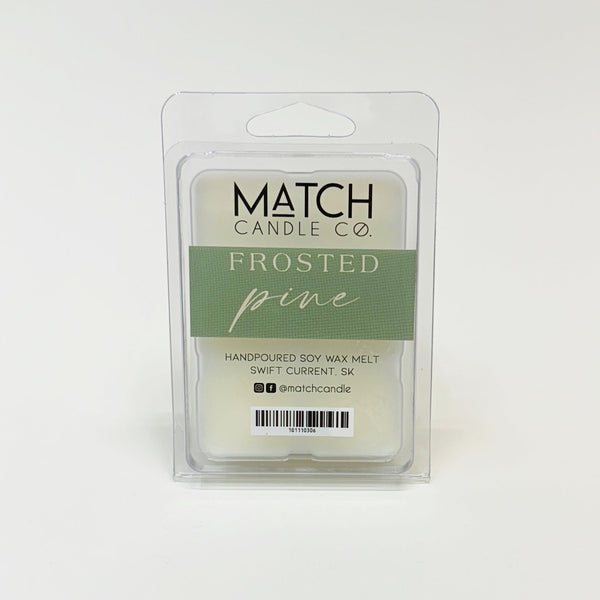 MATCH
CANDLE CO.
FROSTED
pine
HANDPOURED SOY WAX MELT
SWIFT CURRENT, SK
@matchcandle
101110306